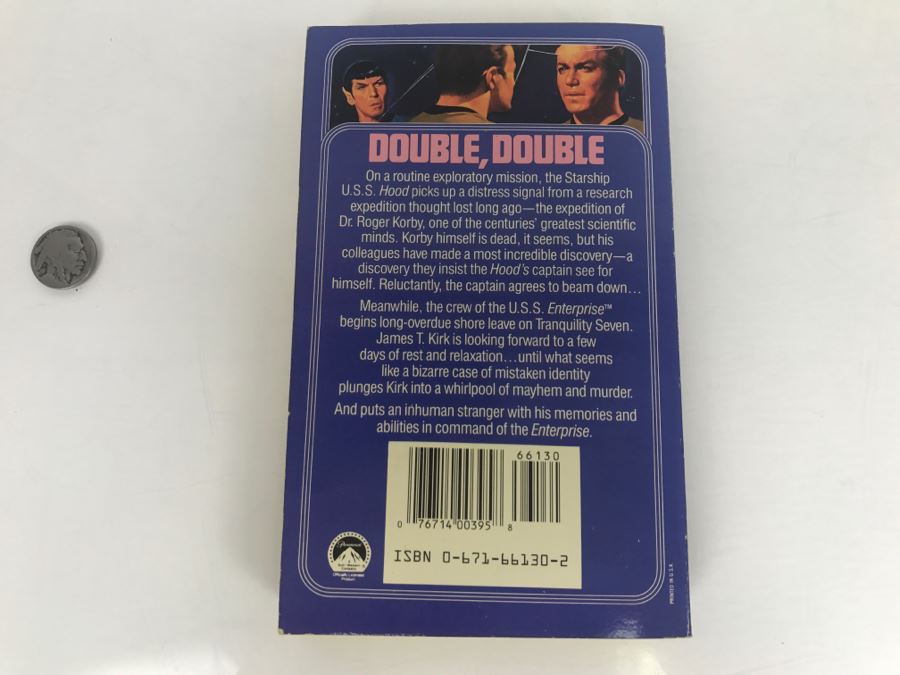 DOUBLE, DOUBLE
On a routine exploratory mission, the Starship
U.S.S. Hood picks up a distress signal from a research
expedition thought lost long ago—the expedition of
Dr. Roger Korby, one of the centuries' greatest scientific
minds. Korby himself is dead, it seems, but his
colleagues have made a most incredible discovery—a
discovery they insist the Hood's captain see for
himself. Reluctantly, the captain agrees to beam down...
Meanwhile, the crew of the U.S.S. Enterprise™
begins long-overdue shore leave on Tranquility Seven.
James T. Kirk is looking forward to a few
days of rest and relaxation...until what seems
like a bizarre case of mistaken identity
plunges Kirk into a whirlpool of mayhem and murder.
And puts an inhuman stranger with his memories and
abilities in command of the Enterprise.
66130
0 76714 00395 8
ISBN 0-671-66130-2
Paramount
Officially Licensed
Product
PRINTED IN U.S.A.